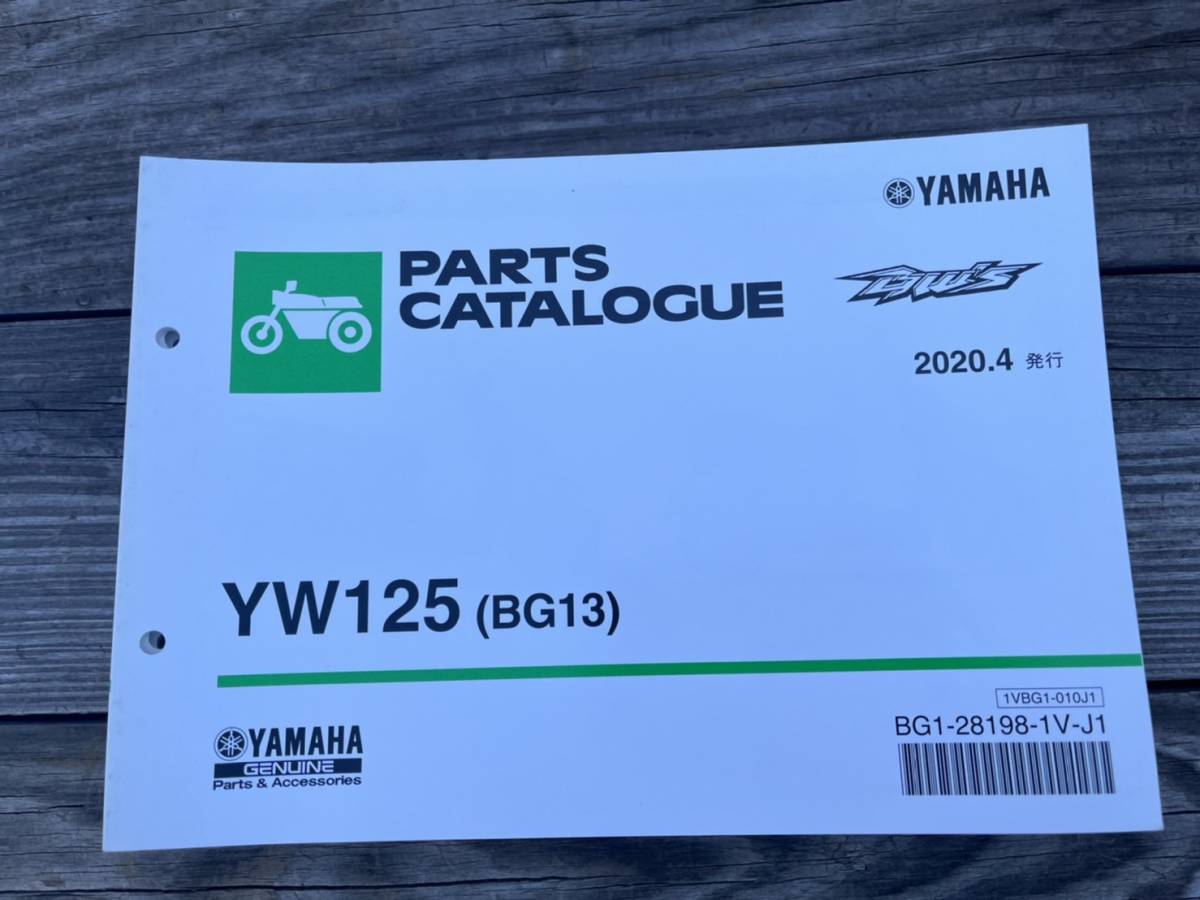 YAMAHA
PARTS
CATALOGUE
BW's
2020.4 発行
YW125 (BG13)
1VBG1-010J1
BG1-28198-1V-J1
YAMAHA
GENUINE
Parts & Accessories